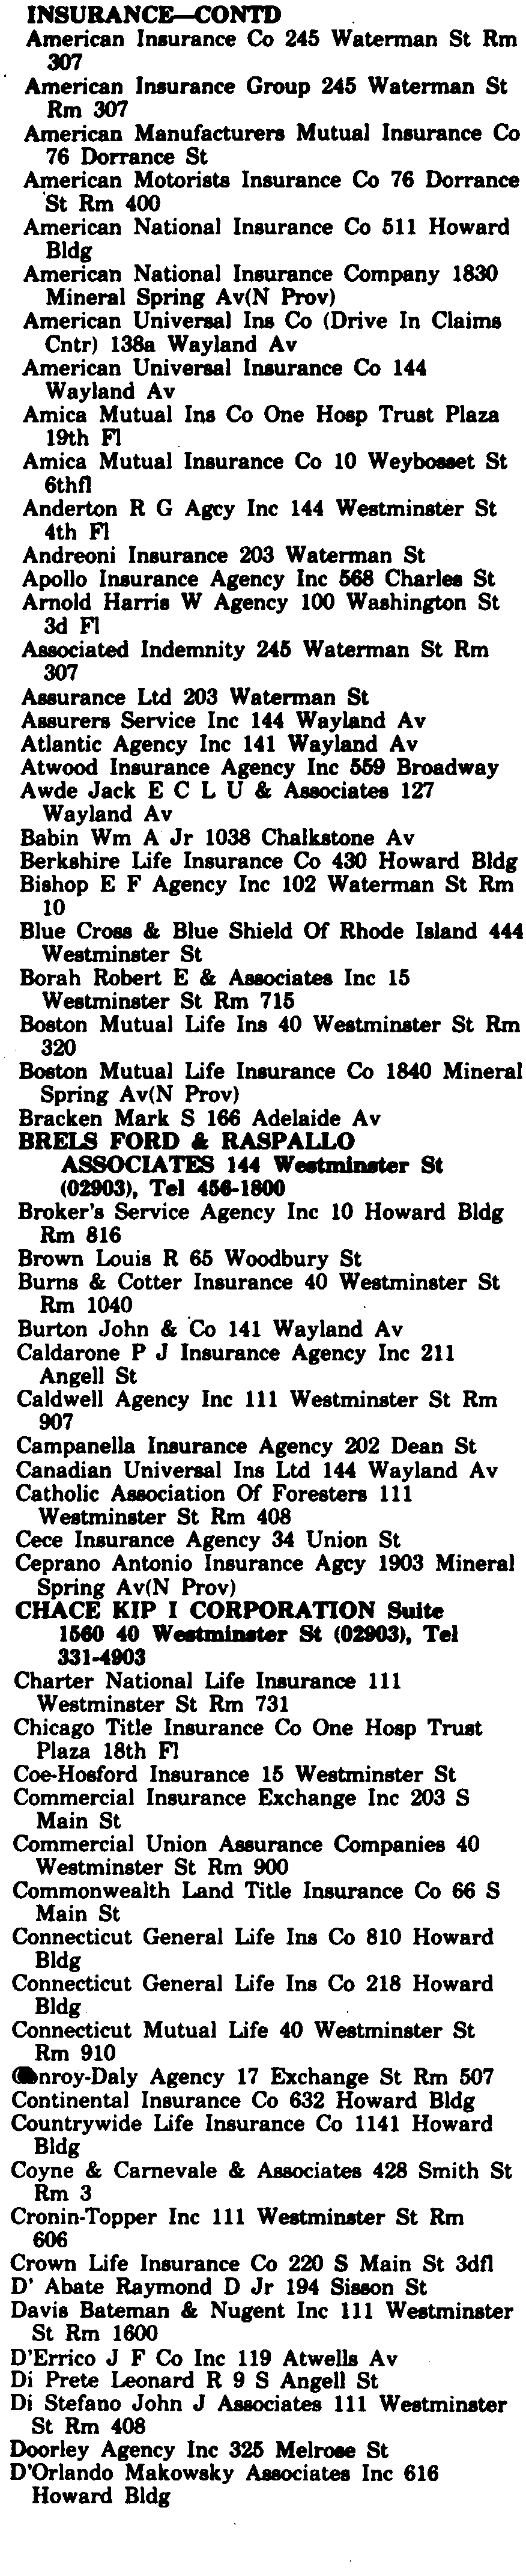 INSURANCE—CONTD
American Insurance Co 245 Waterman St Rm
307
American Insurance Group 245 Waterman St
Rm 307
American Manufacturers Mutual Insurance Co
76 Dorrance St
American Motorists Insurance Co 76 Dorrance
St Rm 400
American National Insurance Co 511 Howard
Bldg
American National Insurance Company 1830
Mineral Spring Av(N Prov)
American Universal Ins Co (Drive In Claims
Cntr) 138a Wayland Av
American Universal Insurance Co 144
Wayland Av
Amica Mutual Ins Co One Hosp Trust Plaza
19th Fl
Amica Mutual Insurance Co 10 Weybosset St
6thfl
Anderton R G Agcy Inc 144 Westminster St
4th Fl
Andreoni Insurance 203 Waterman St
Apollo Insurance Agency Inc 568 Charles St
Arnold Harris W Agency 100 Washington St
3d Fl
Associated Indemnity 245 Waterman St Rm
307
Assurance Ltd 203 Waterman St
Assurers Service Inc 144 Wayland Av
Atlantic Agency Inc 141 Wayland Av
Atwood Insurance Agency Inc 559 Broadway
Awde Jack E C L U & Associates 127
Wayland Av
Babin Wm A Jr 1038 Chalkstone Av
Berkshire Life Insurance Co 430 Howard Bldg
Bishop E F Agency Inc 102 Waterman St Rm
10
Blue Cross & Blue Shield Of Rhode Island 444
Westminster St
Borah Robert E & Associates Inc 15
Westminster St Rm 715
Boston Mutual Life Ins 40 Westminster St Rm
320
Boston Mutual Life Insurance Co 1840 Mineral
Spring Av(N Prov)
Bracken Mark S 166 Adelaide Av
BRELS FORD & RASPALLO
ASSOCIATES 144 Westminster St
(02903), Tel 456-1800
Broker's Service Agency Inc 10 Howard Bldg
Rm 816
Brown Louis R 65 Woodbury St
Burns & Cotter Insurance 40 Westminster St
Rm 1040
Burton John & Co 141 Wayland Av
Caldarone P J Insurance Agency Inc 211
Angell St
Caldwell Agency Inc 111 Westminster St Rm
907
Campanella Insurance Agency 202 Dean St
Canadian Universal Ins Ltd 144 Wayland Av
Catholic Association Of Foresters 111
Westminster St Rm 408
Cece Insurance Agency 34 Union St
Ceprano Antonio Insurance Agcy 1903 Mineral
Spring Av(N Prov)
CHACE KIP I CORPORATION Suite
1560 40 Westminster St (02903), Tel
331-4903
Charter National Life Insurance 111
Westminster St Rm 731
Chicago Title Insurance Co One Hosp Trust
Plaza 18th Fl
Coe-Hosford Insurance 15 Westminster St
Commercial Insurance Exchange Inc 203 S
Main St
Commercial Union Assurance Companies 40
Westminster St Rm 900
Commonwealth Land Title Insurance Co 66 S
Main St
Connecticut General Life Ins Co 810 Howard
Bldg
Connecticut General Life Ins Co 218 Howard
Bldg
Connecticut Mutual Life 40 Westminster St
Rm 910
Conroy-Daly Agency 17 Exchange St Rm 507
Continental Insurance Co 632 Howard Bldg
Countrywide Life Insurance Co 1141 Howard
Bldg
Coyne & Carnevale & Associates 428 Smith St
Rm 3
Cronin-Topper Inc 111 Westminster St Rm
606
Crown Life Insurance Co 220 S Main St 3dfl
D' Abate Raymond D Jr 194 Sisson St
Davis Bateman & Nugent Inc 111 Westminster
St Rm 1600
D'Errico J F Co Inc 119 Atwells Av
Di Prete Leonard R 9 S Angell St
Di Stefano John J Associates 111 Westminster
St Rm 408
Doorley Agency Inc 325 Melrose St
D'Orlando Makowsky Associates Inc 616
Howard Bldg